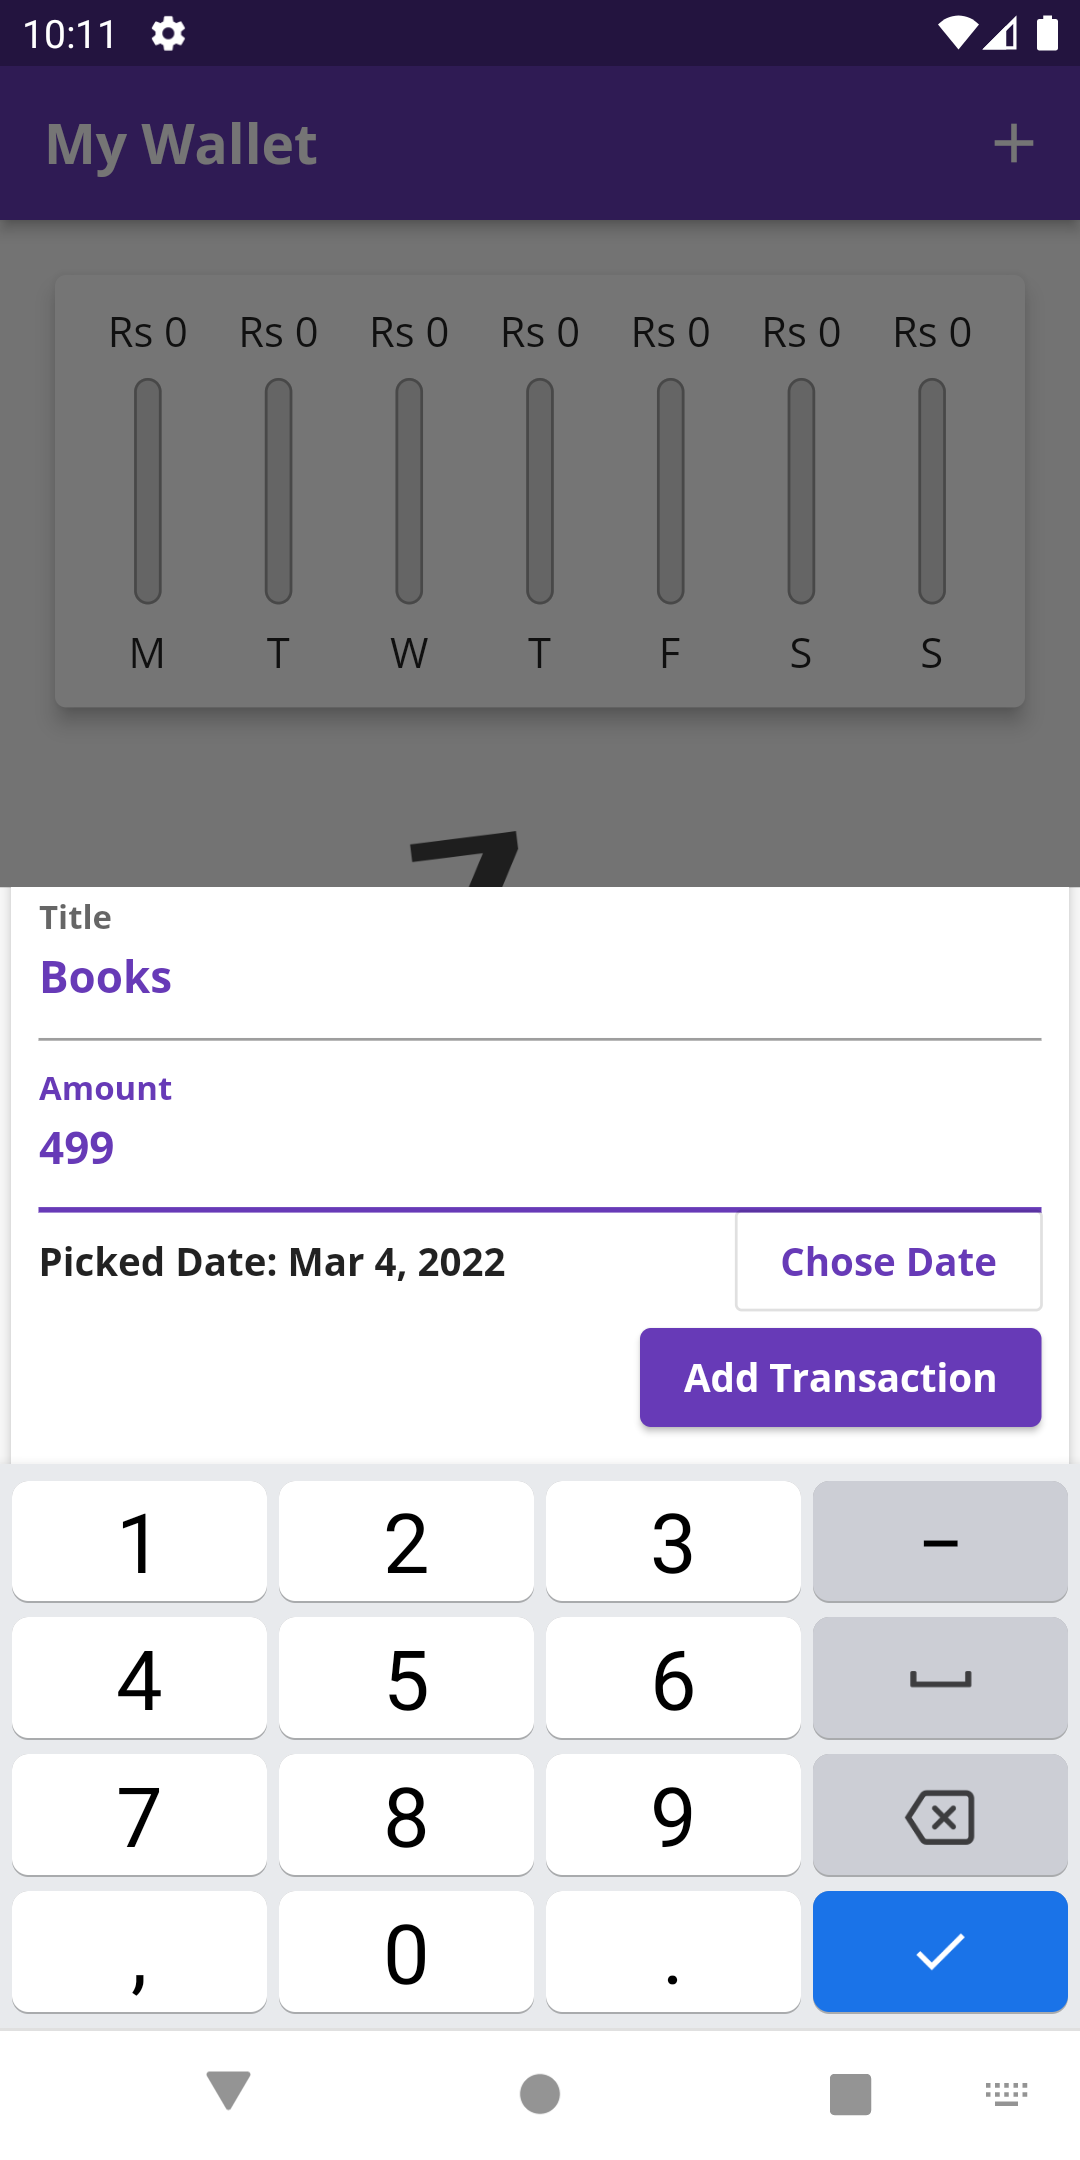 10:11
My Wallet
Rs 0 Rs 0 Rs 0 Rs 0 Rs 0 Rs 0 Rs 0
M T W T F S S
Title
Books
Amount
499
Picked Date: Mar 4, 2022 Chose Date
Add Transaction
1 2 3 –
4 5 6
7 8 9
, 0 .